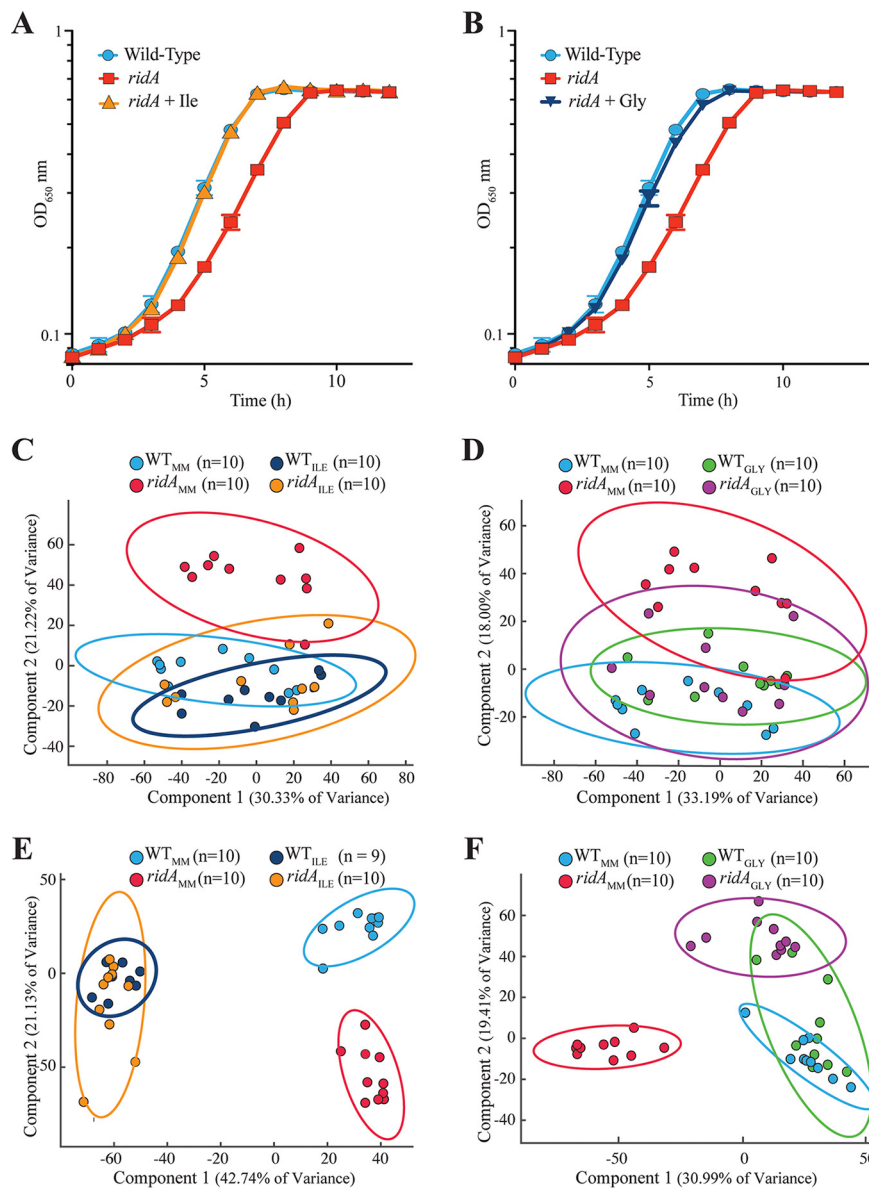 A
Wild-Type
ridA
ridA + Ile
1
0.1
OD650 nm
0
5
10
Time (h)
B
Wild-Type
ridA
ridA + Gly
1
0.1
OD650 nm
0
5
10
Time (h)
C
WTMM (n=10)
WTILE (n=10)
ridAMM (n=10)
ridAILE (n=10)
60
40
20
0
-20
-40
Component 2 (21.22% of Variance)
-80
-60
-40
-20
0
20
40
60
80
Component 1 (30.33% of Variance)
D
WTMM (n=10)
WTGLY (n=10)
ridAMM (n=10)
ridAGLY (n=10)
60
40
20
0
-20
Component 2 (18.00% of Variance)
-80
-60
-40
-20
0
20
40
60
Component 1 (33.19% of Variance)
E
WTMM (n=10)
WTILE (n = 9)
ridAMM (n=10)
ridAILE (n=10)
50
0
-50
Component 2 (21.13% of Variance)
-60
-40
-20
0
20
40
Component 1 (42.74% of Variance)
F
WTMM (n=10)
WTGLY (n=10)
ridAMM (n=10)
ridAGLY (n=10)
60
40
20
0
-20
-40
Component 2 (19.41% of Variance)
-50
0
50
Component 1 (30.99% of Variance)